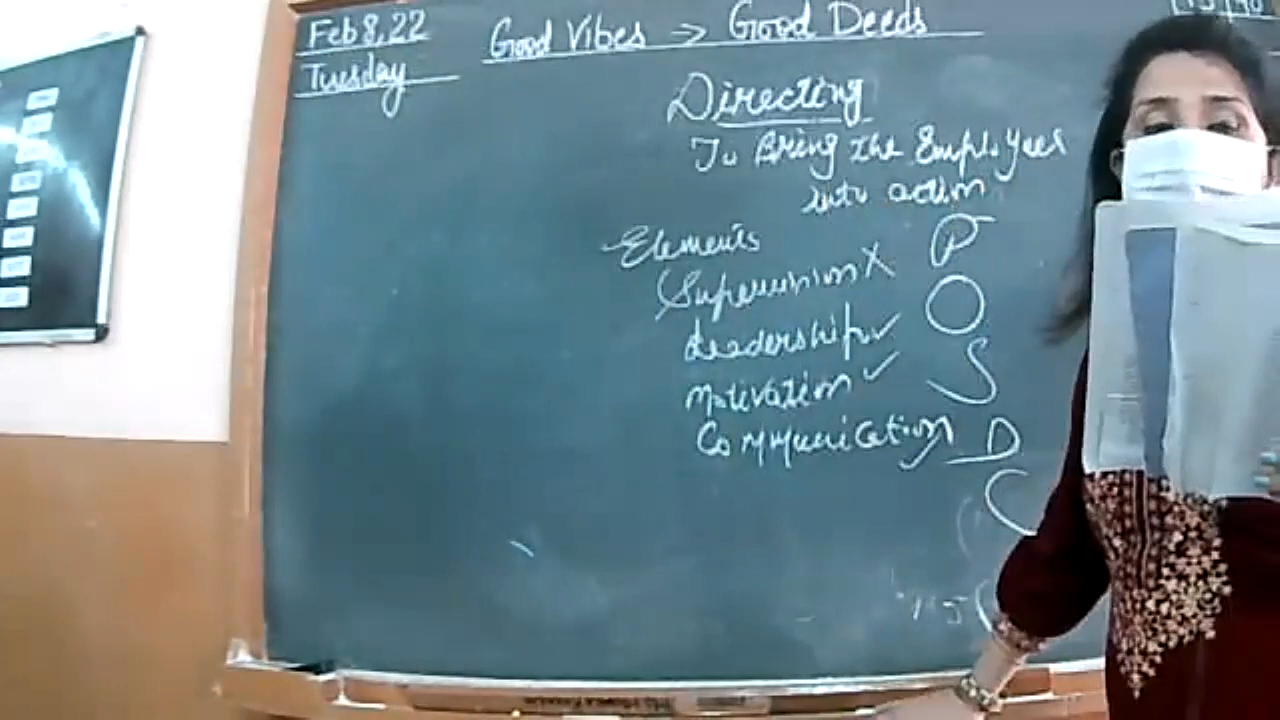 Feb 8, 22
Tuesday
Good Vibes -> Good Deeds
Directing
To Bring the Employees
into action
Elements
Supervision X
Leadership ✓
Motivation ✓
Communication ✓
P
O
S
D
C